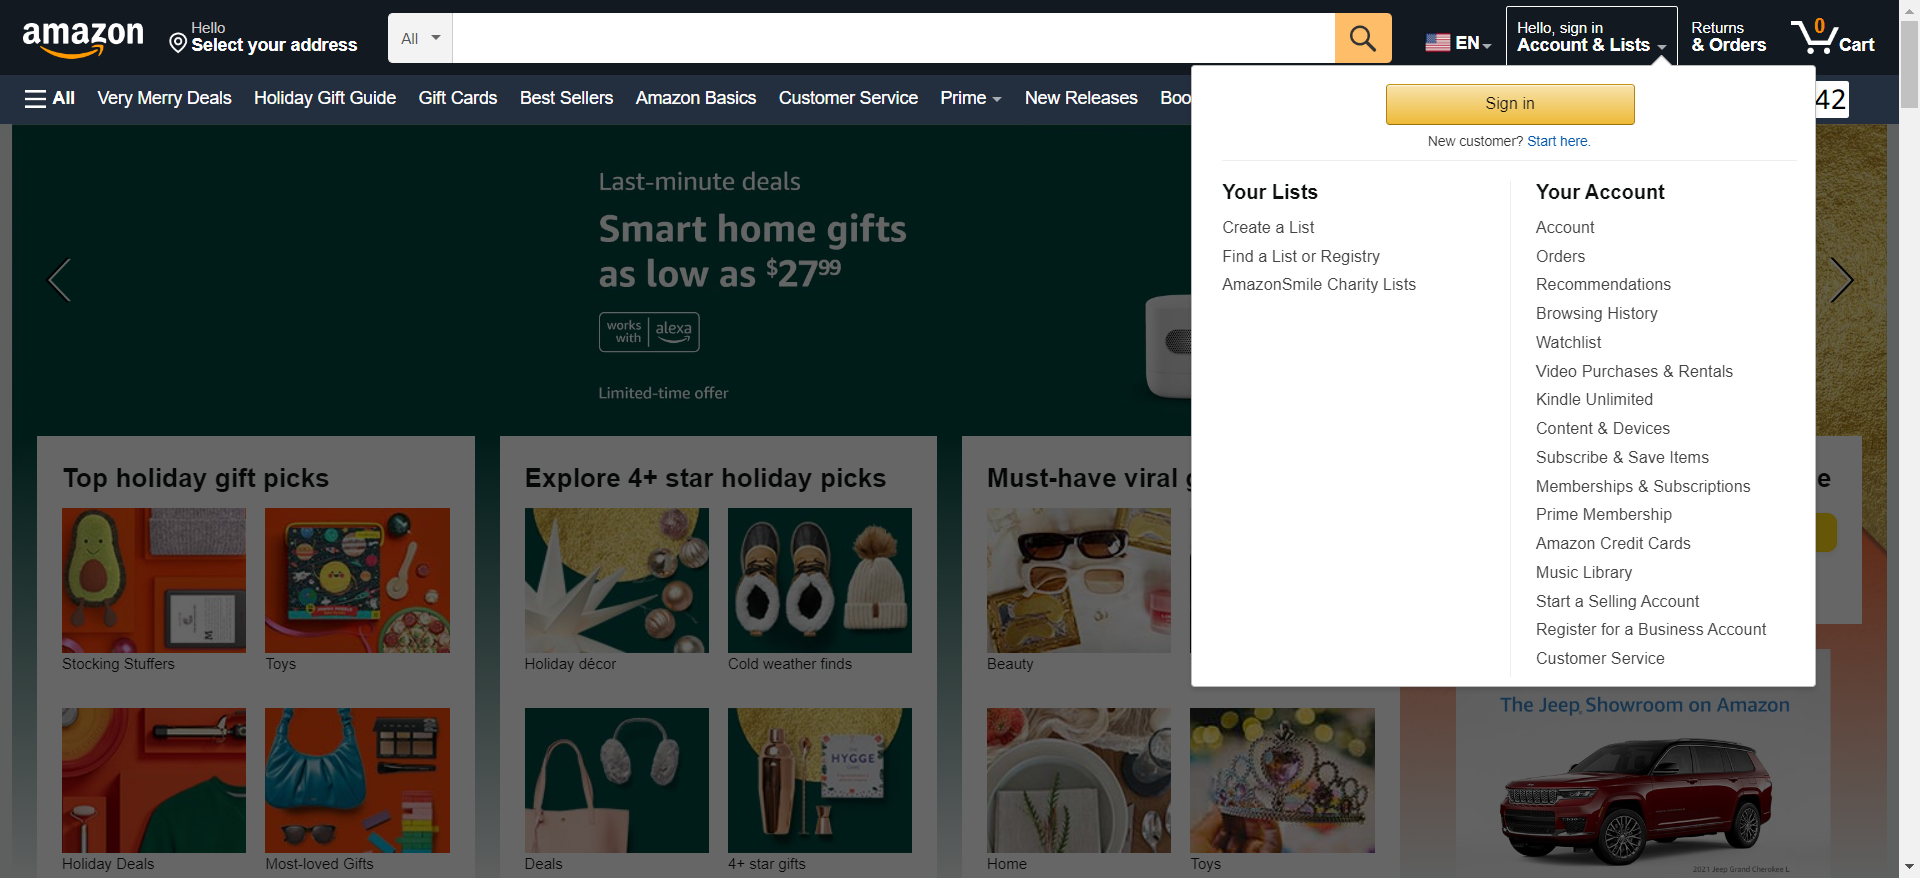 amazon
Hello
Select your address
All
EN
Hello, sign in
Account & Lists
Returns
& Orders
0
Cart
All
Very Merry Deals
Holiday Gift Guide
Gift Cards
Best Sellers
Amazon Basics
Customer Service
Prime
New Releases
Boo
42
Sign in
New customer? Start here.
Your Lists
Create a List
Find a List or Registry
AmazonSmile Charity Lists
Your Account
Account
Orders
Recommendations
Browsing History
Watchlist
Video Purchases & Rentals
Kindle Unlimited
Content & Devices
Subscribe & Save Items
Memberships & Subscriptions
Prime Membership
Amazon Credit Cards
Music Library
Start a Selling Account
Register for a Business Account
Customer Service
Last-minute deals
Smart home gifts
as low as $2799
works with alexa
Limited-time offer
Top holiday gift picks
Stocking Stuffers
Toys
Holiday Deals
Most-loved Gifts
Explore 4+ star holiday picks
Holiday décor
Cold weather finds
HYGGE
Deals
4+ star gifts
Must-have viral g
Beauty
Home
Toys
e
The Jeep Showroom on Amazon
2021 Jeep Grand Cherokee L